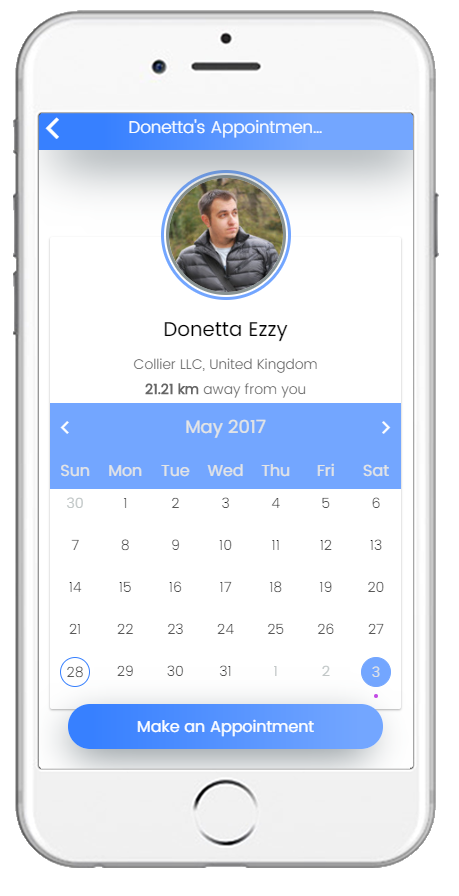 Donetta's Appointmen...
Donetta Ezzy
Collier LLC, United Kingdom
21.21 km away from you
May 2017
Sun Mon Tue Wed Thu Fri Sat
30 1 2 3 4 5 6
7 8 9 10 11 12 13
14 15 16 17 18 19 20
21 22 23 24 25 26 27
28 29 30 31 1 2 3
Make an Appointment